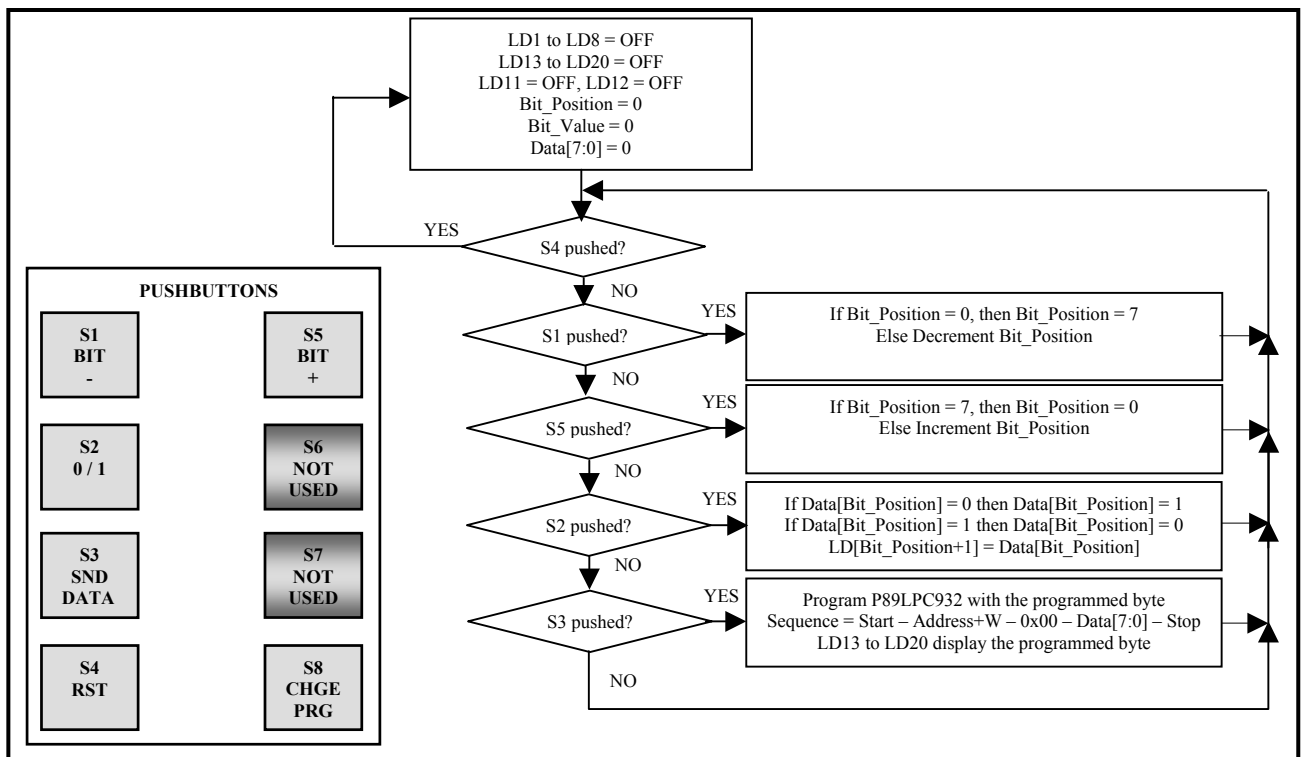 LD1 to LD8 = OFF
LD13 to LD20 = OFF
LD11 = OFF, LD12 = OFF
Bit_Position = 0
Bit_Value = 0
Data[7:0] = 0
YES
S4 pushed?
NO
S1 pushed?
YES
If Bit_Position = 0, then Bit_Position = 7
Else Decrement Bit_Position
NO
S5 pushed?
YES
If Bit_Position = 7, then Bit_Position = 0
Else Increment Bit_Position
NO
S2 pushed?
YES
If Data[Bit_Position] = 0 then Data[Bit_Position] = 1
If Data[Bit_Position] = 1 then Data[Bit_Position] = 0
LD[Bit_Position+1] = Data[Bit_Position]
NO
S3 pushed?
YES
Program P89LPC932 with the programmed byte
Sequence = Start – Address+W – 0x00 – Data[7:0] – Stop
LD13 to LD20 display the programmed byte
NO
PUSHBUTTONS
S1
BIT
-
S5
BIT
+
S2
0 / 1
S6
NOT
USED
S3
SND
DATA
S7
NOT
USED
S4
RST
S8
CHGE
PRG